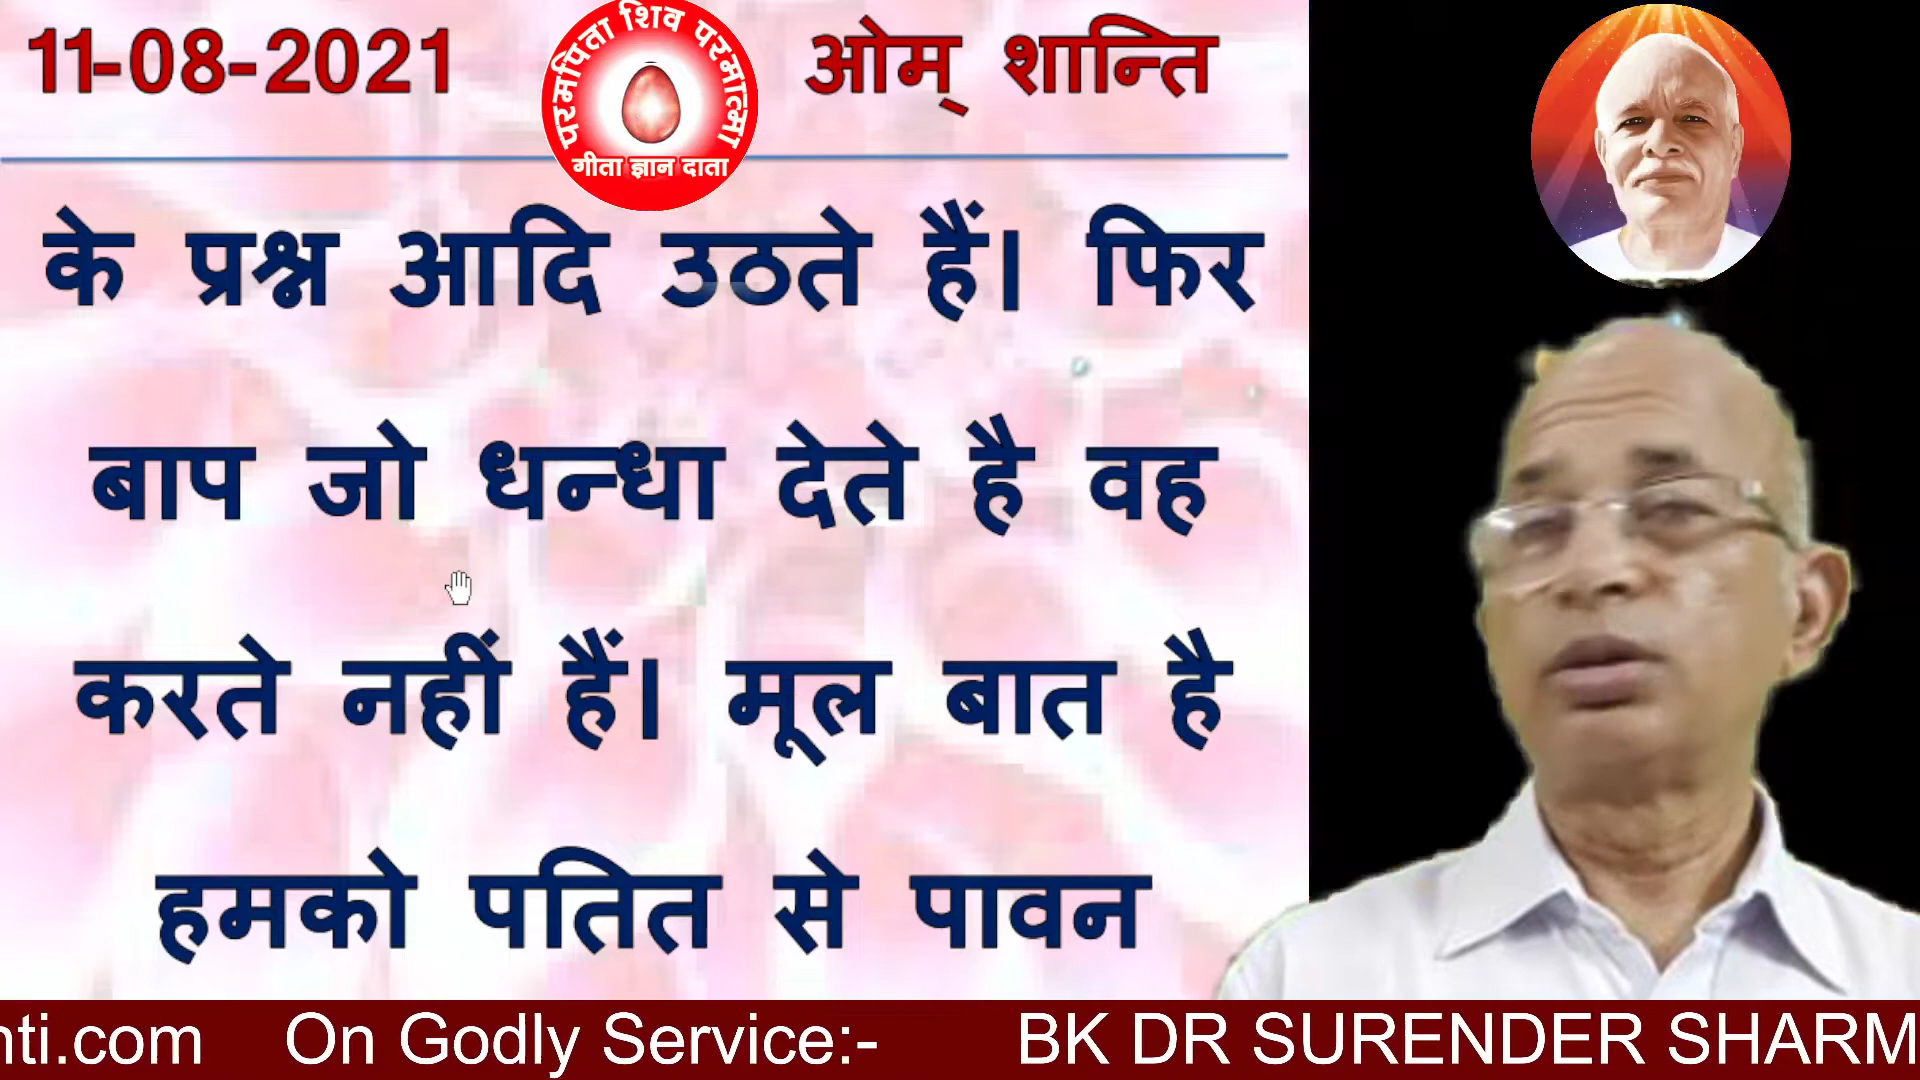 11-08-2021
परमपिता शिव परमात्मा
गीता ज्ञान दाता
ओम् शान्ति
के प्रश्न आदि उठते हैं। फिर
बाप जो धन्धा देते है वह
करते नहीं हैं। मूल बात है
हमको पतित से पावन
nti.com On Godly Service:- BK DR SURENDER SHARM